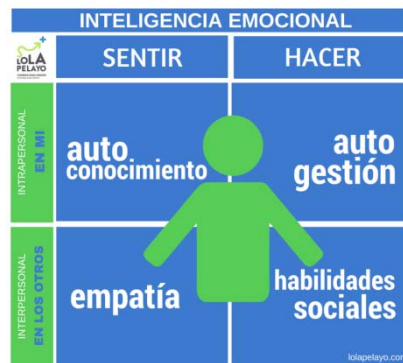 INTELIGENCIA EMOCIONAL
LOLA
PELAYO
SENTIR
HACER
INTRAPERSONAL
EN MI
auto
conocimiento
auto
gestión
INTERPERSONAL
EN LOS OTROS
empatía
habilidades
sociales
lolapelayo.com